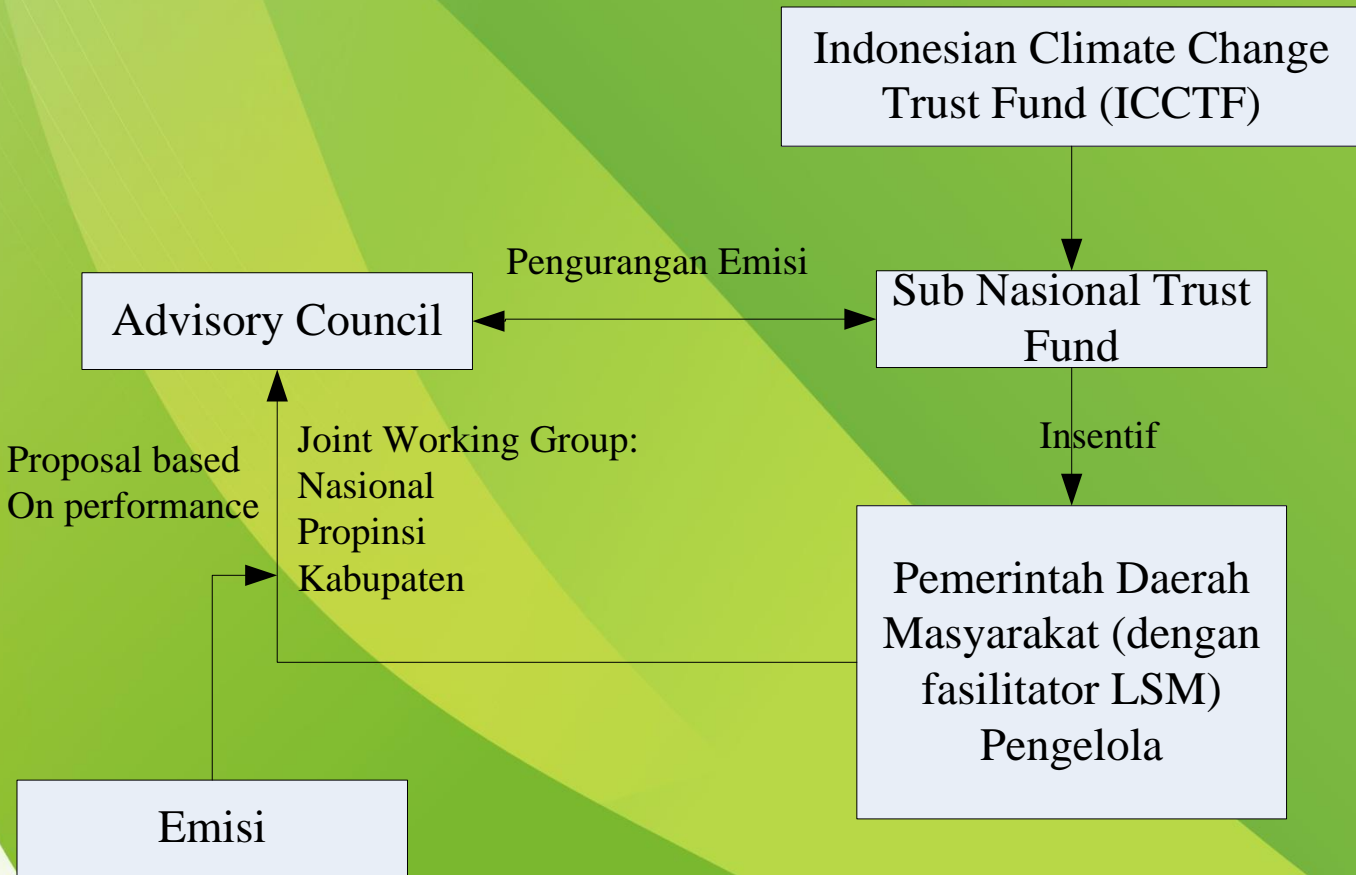 Indonesian Climate Change
Trust Fund (ICCTF)
Pengurangan Emisi
Advisory Council
Sub Nasional Trust
Fund
Proposal based
On performance
Joint Working Group:
Nasional
Propinsi
Kabupaten
Insentif
Pemerintah Daerah
Masyarakat (dengan
fasilitator LSM)
Pengelola
Emisi